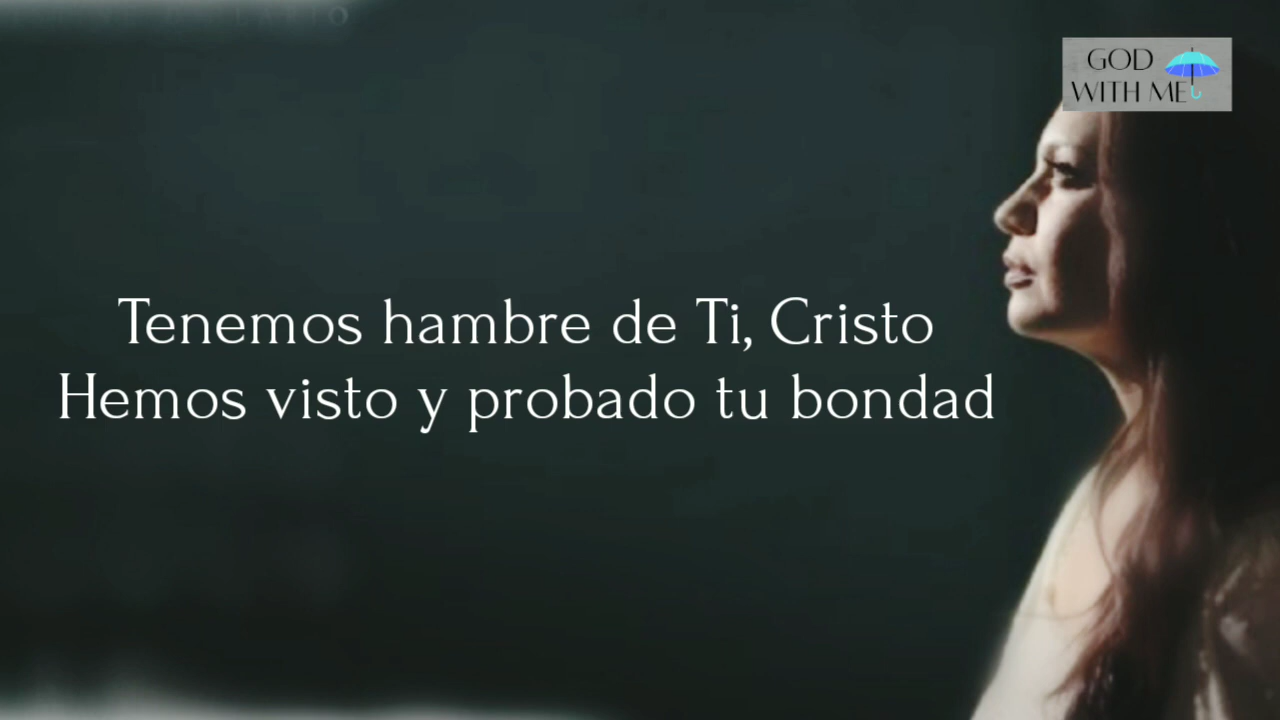 GOD
WITH ME
Tenemos hambre de Ti, Cristo
Hemos visto y probado tu bondad